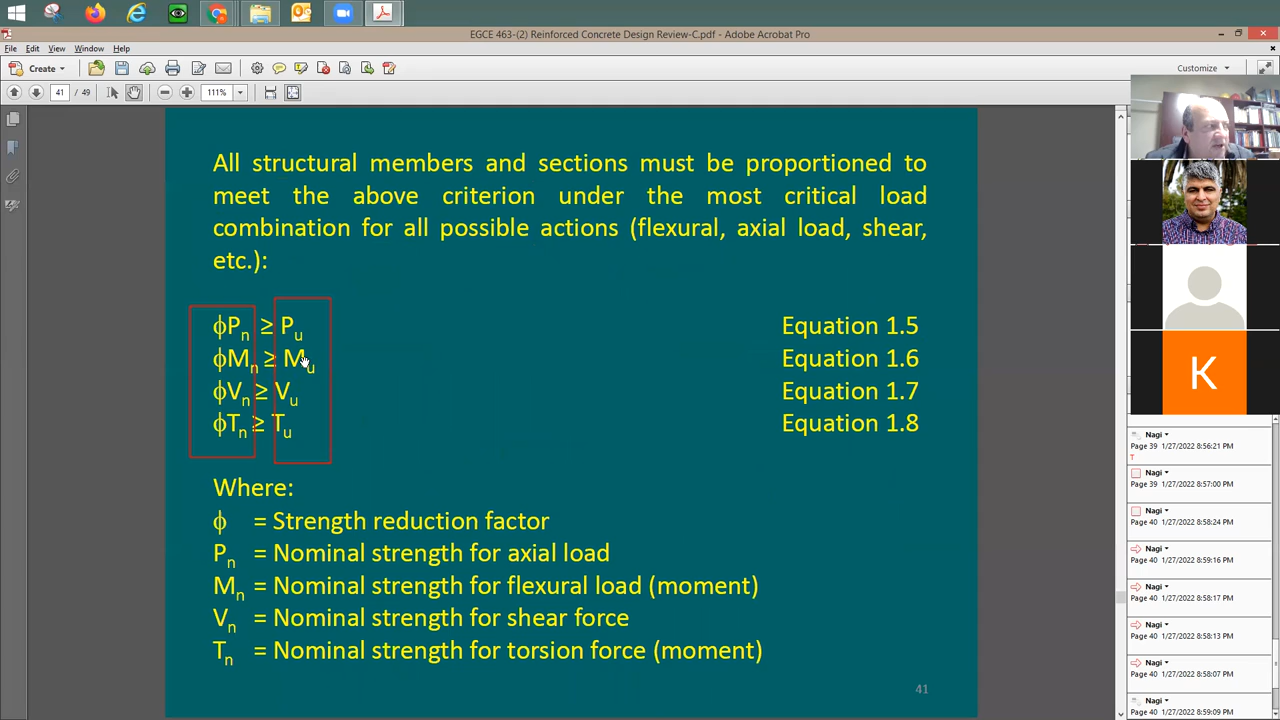 EGCE 463-(2) Reinforced Concrete Design Review-C.pdf - Adobe Acrobat Pro
File Edit View Window Help
Create
Customize
41 / 49
111%
All structural members and sections must be proportioned to
meet the above criterion under the most critical load
combination for all possible actions (flexural, axial load, shear,
etc.):
ϕPn ≥ Pu Equation 1.5
ϕMn ≥ Mu Equation 1.6
ϕVn ≥ Vu Equation 1.7
ϕTn ≥ Tu Equation 1.8
Where:
ϕ = Strength reduction factor
Pn = Nominal strength for axial load
Mn = Nominal strength for flexural load (moment)
Vn = Nominal strength for shear force
Tn = Nominal strength for torsion force (moment)
41
K
Nagi
Page 39 1/27/2022 8:56:21 PM
T
Nagi
Page 39 1/27/2022 8:57:00 PM
Nagi
Page 40 1/27/2022 8:58:24 PM
Nagi
Page 40 1/27/2022 8:59:16 PM
Nagi
Page 40 1/27/2022 8:58:17 PM
Nagi
Page 40 1/27/2022 8:58:13 PM
Nagi
Page 40 1/27/2022 8:58:07 PM
Nagi
Page 40 1/27/2022 8:59:09 PM